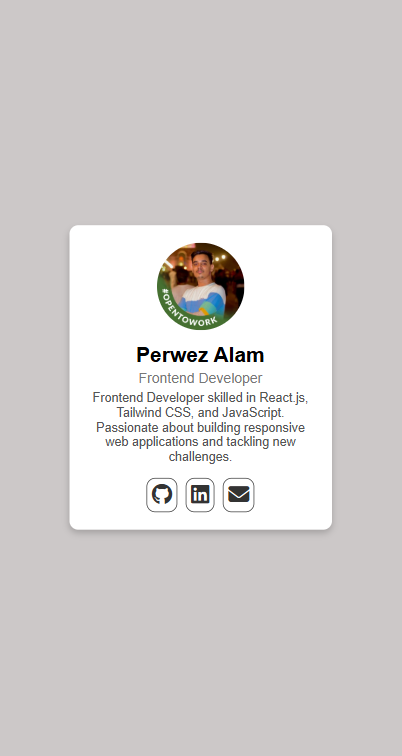 #OPENTOWORK
Perwez Alam
Frontend Developer
Frontend Developer skilled in React.js,
Tailwind CSS, and JavaScript.
Passionate about building responsive
web applications and tackling new
challenges.
in